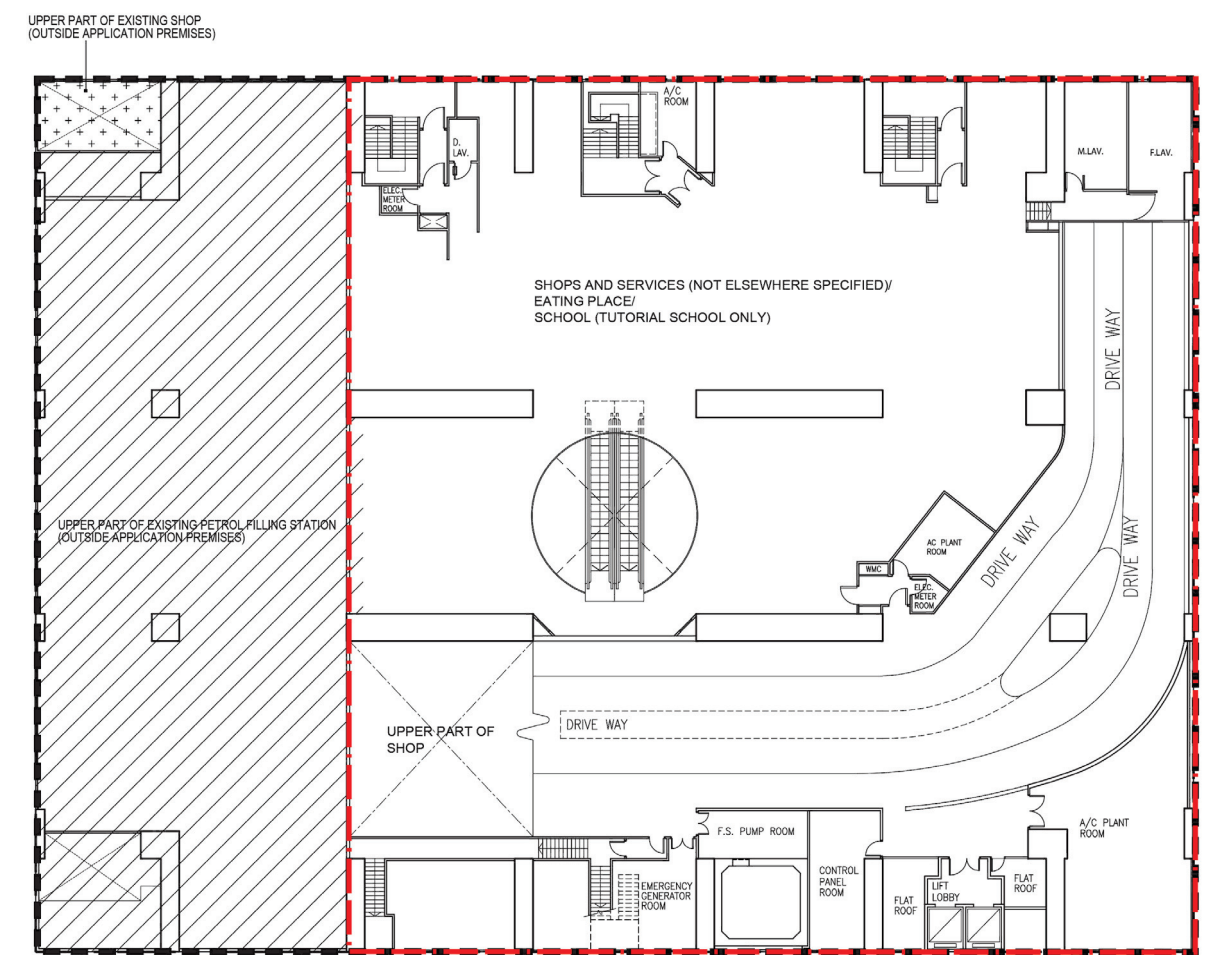 UPPER PART OF EXISTING SHOP
(OUTSIDE APPLICATION PREMISES)
A/C
ROOM
D.
LAV.
M.LAV.
F.LAV.
ELEC.
METER
ROOM
SHOPS AND SERVICES (NOT ELSEWHERE SPECIFIED)/
EATING PLACE/
SCHOOL (TUTORIAL SCHOOL ONLY)
DRIVE WAY
UPPER PART OF EXISTING PETROL FILLING STATION
(OUTSIDE APPLICATION PREMISES)
AC PLANT
ROOM
DRIVE WAY
DRIVE WAY
WMC
ELEC.
METER
ROOM
UPPER PART OF
SHOP
DRIVE WAY
F.S. PUMP ROOM
A/C PLANT
ROOM
EMERGENCY
GENERATOR
ROOM
CONTROL
PANEL
ROOM
FLAT
ROOF
LIFT
LOBBY
FLAT
ROOF